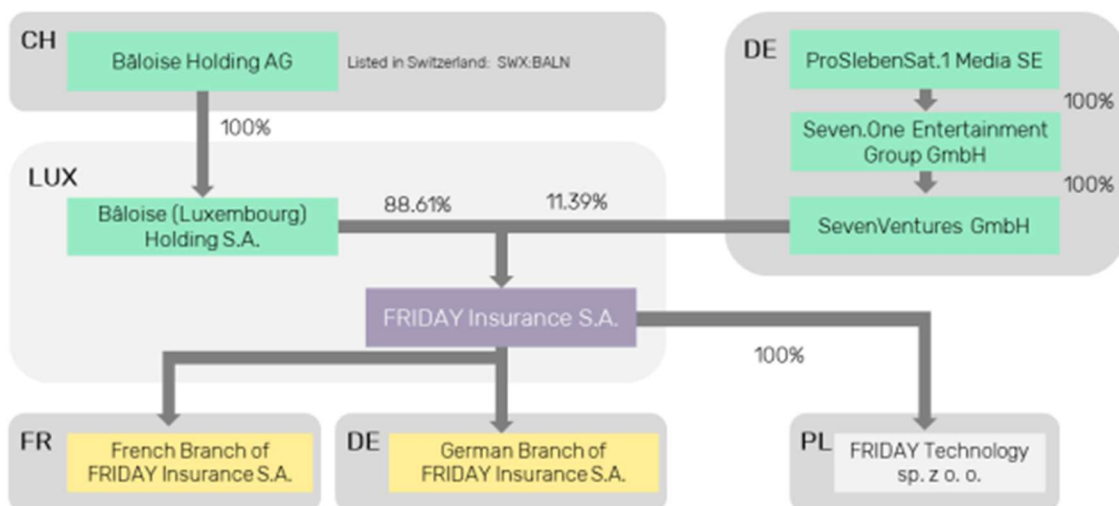 CH
Bâloise Holding AG
Listed in Switzerland: SWX:BALN
DE
ProSIebenSat.1 Media SE
100%
100%
Seven.One Entertainment
Group GmbH
100%
LUX
Bâloise (Luxembourg)
Holding S.A.
88.61%
11.39%
SevenVentures GmbH
FRIDAY Insurance S.A.
100%
FR
French Branch of
FRIDAY Insurance S.A.
DE
German Branch of
FRIDAY Insurance S.A.
PL
FRIDAY Technology
sp. z o. o.